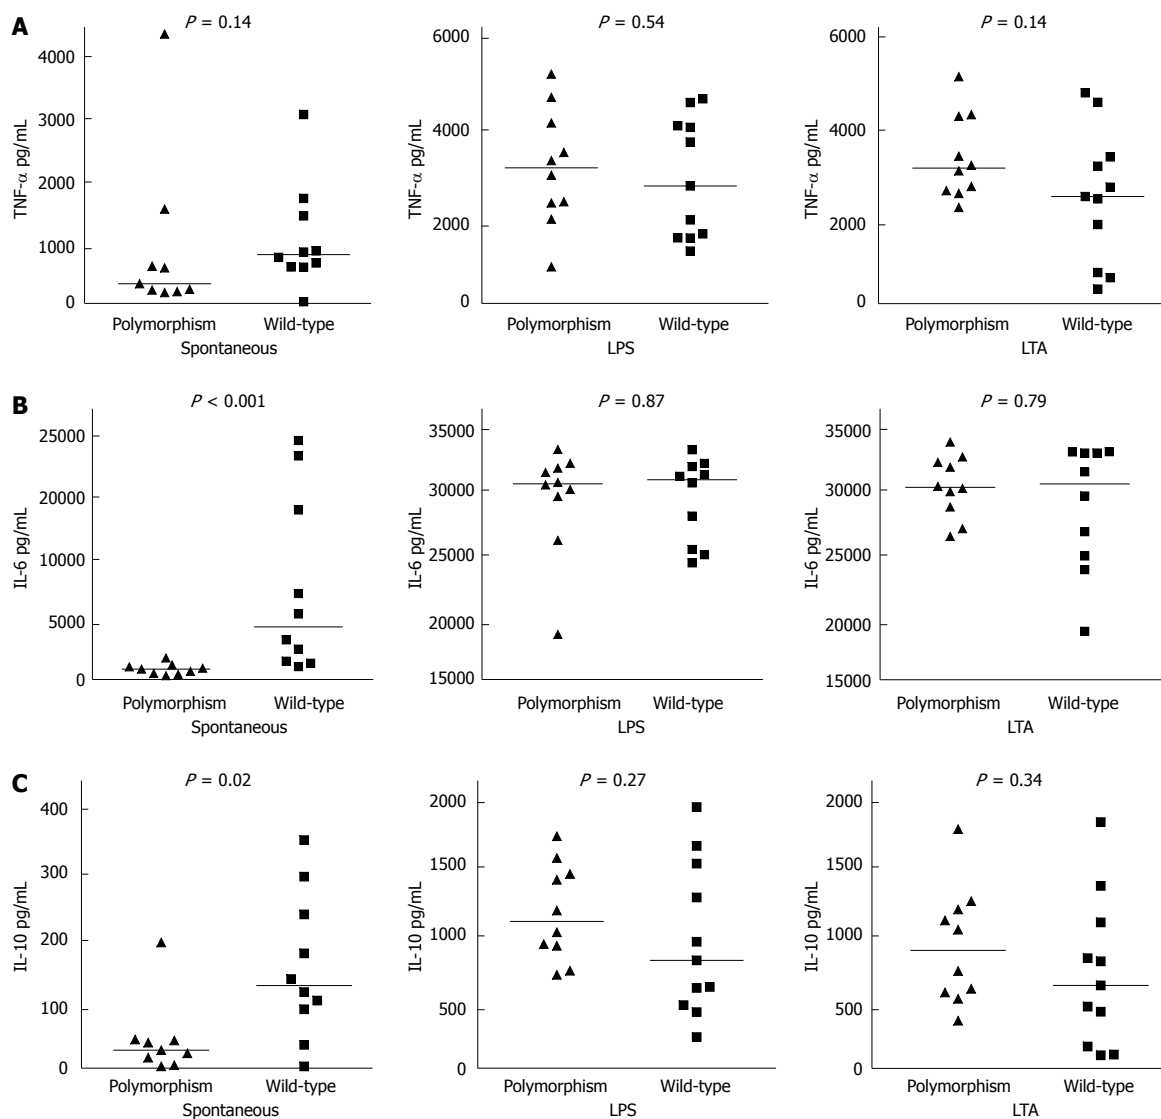 A
P = 0.14
P = 0.54
P = 0.14
TNF-α pg/mL
4000
3000
2000
1000
0
Polymorphism Wild-type
Spontaneous
TNF-α pg/mL
6000
4000
2000
0
Polymorphism Wild-type
LPS
TNF-α pg/mL
6000
4000
2000
0
Polymorphism Wild-type
LTA
B
P < 0.001
P = 0.87
P = 0.79
IL-6 pg/mL
25000
20000
10000
5000
0
Polymorphism Wild-type
Spontaneous
IL-6 pg/mL
35000
30000
25000
20000
15000
Polymorphism Wild-type
LPS
IL-6 pg/mL
35000
30000
25000
20000
15000
Polymorphism Wild-type
LTA
C
P = 0.02
P = 0.27
P = 0.34
IL-10 pg/mL
400
300
200
100
0
Polymorphism Wild-type
Spontaneous
IL-10 pg/mL
2000
1500
1000
500
0
Polymorphism Wild-type
LPS
IL-10 pg/mL
2000
1500
1000
500
0
Polymorphism Wild-type
LTA